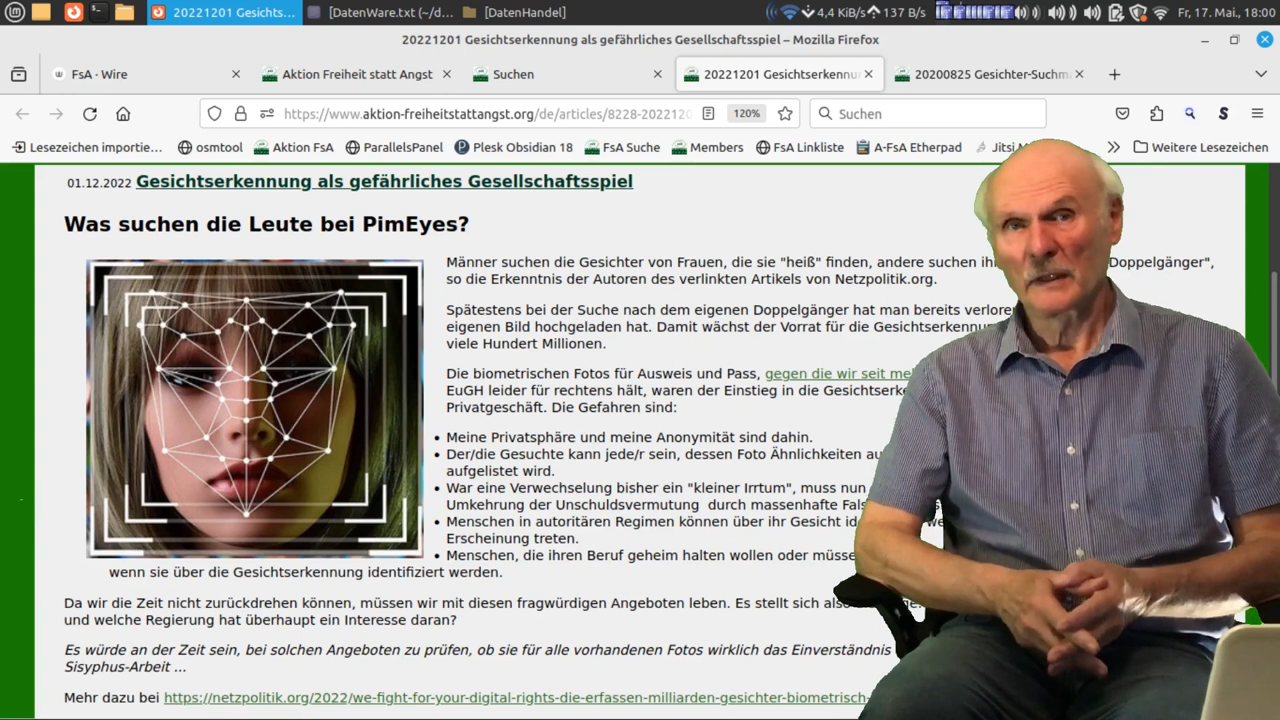 20221201 Gesichts...
[DatenWare.txt (~/d...
[DatenHandel]
4,4 KiB/s
137 B/s
Fr, 17. Mai., 18:00
20221201 Gesichtserkennung als gefährliches Gesellschaftsspiel – Mozilla Firefox
FsA · Wire
Aktion Freiheit statt Angst
Suchen
20221201 Gesichtserkennu
20200825 Gesichter-Suchm
https://www.aktion-freiheitstattangst.org/de/articles/8228-2022120
120%
Suchen
Lesezeichen importie...
osmtool
Aktion FsA
ParallelsPanel
Plesk Obsidian 18
FsA Suche
Members
FsA Linkliste
A-FsA Etherpad
Jitsi
Weitere Lesezeichen
01.12.2022 Gesichtserkennung als gefährliches Gesellschaftsspiel
Was suchen die Leute bei PimEyes?
Männer suchen die Gesichter von Frauen, die sie "heiß" finden, andere suchen ih Doppelgänger",
so die Erkenntnis der Autoren des verlinkten Artikels von Netzpolitik.org.
Spätestens bei der Suche nach dem eigenen Doppelgänger hat man bereits verlore
eigenen Bild hochgeladen hat. Damit wächst der Vorrat für die Gesichtserkennu
viele Hundert Millionen.
Die biometrischen Fotos für Ausweis und Pass, gegen die wir seit me
EuGH leider für rechtens hält, waren der Einstieg in die Gesichtserke
Privatgeschäft. Die Gefahren sind:
• Meine Privatsphäre und meine Anonymität sind dahin.
• Der/die Gesuchte kann jede/r sein, dessen Foto Ähnlichkeiten au
aufgelistet wird.
• War eine Verwechselung bisher ein "kleiner Irrtum", muss nun
Umkehrung der Unschuldsvermutung durch massenhafte Fals
• Menschen in autoritären Regimen können über ihr Gesicht ide we
Erscheinung treten.
• Menschen, die ihren Beruf geheim halten wollen oder müsse
wenn sie über die Gesichtserkennung identifiziert werden.
Da wir die Zeit nicht zurückdrehen können, müssen wir mit diesen fragwürdigen Angeboten leben. Es stellt sich also
und welche Regierung hat überhaupt ein Interesse daran?
Es würde an der Zeit sein, bei solchen Angeboten zu prüfen, ob sie für alle vorhandenen Fotos wirklich das Einverständnis
Sisyphus-Arbeit ...
Mehr dazu bei https://netzpolitik.org/2022/we-fight-for-your-digital-rights-die-erfassen-milliarden-gesichter-biometrisch-